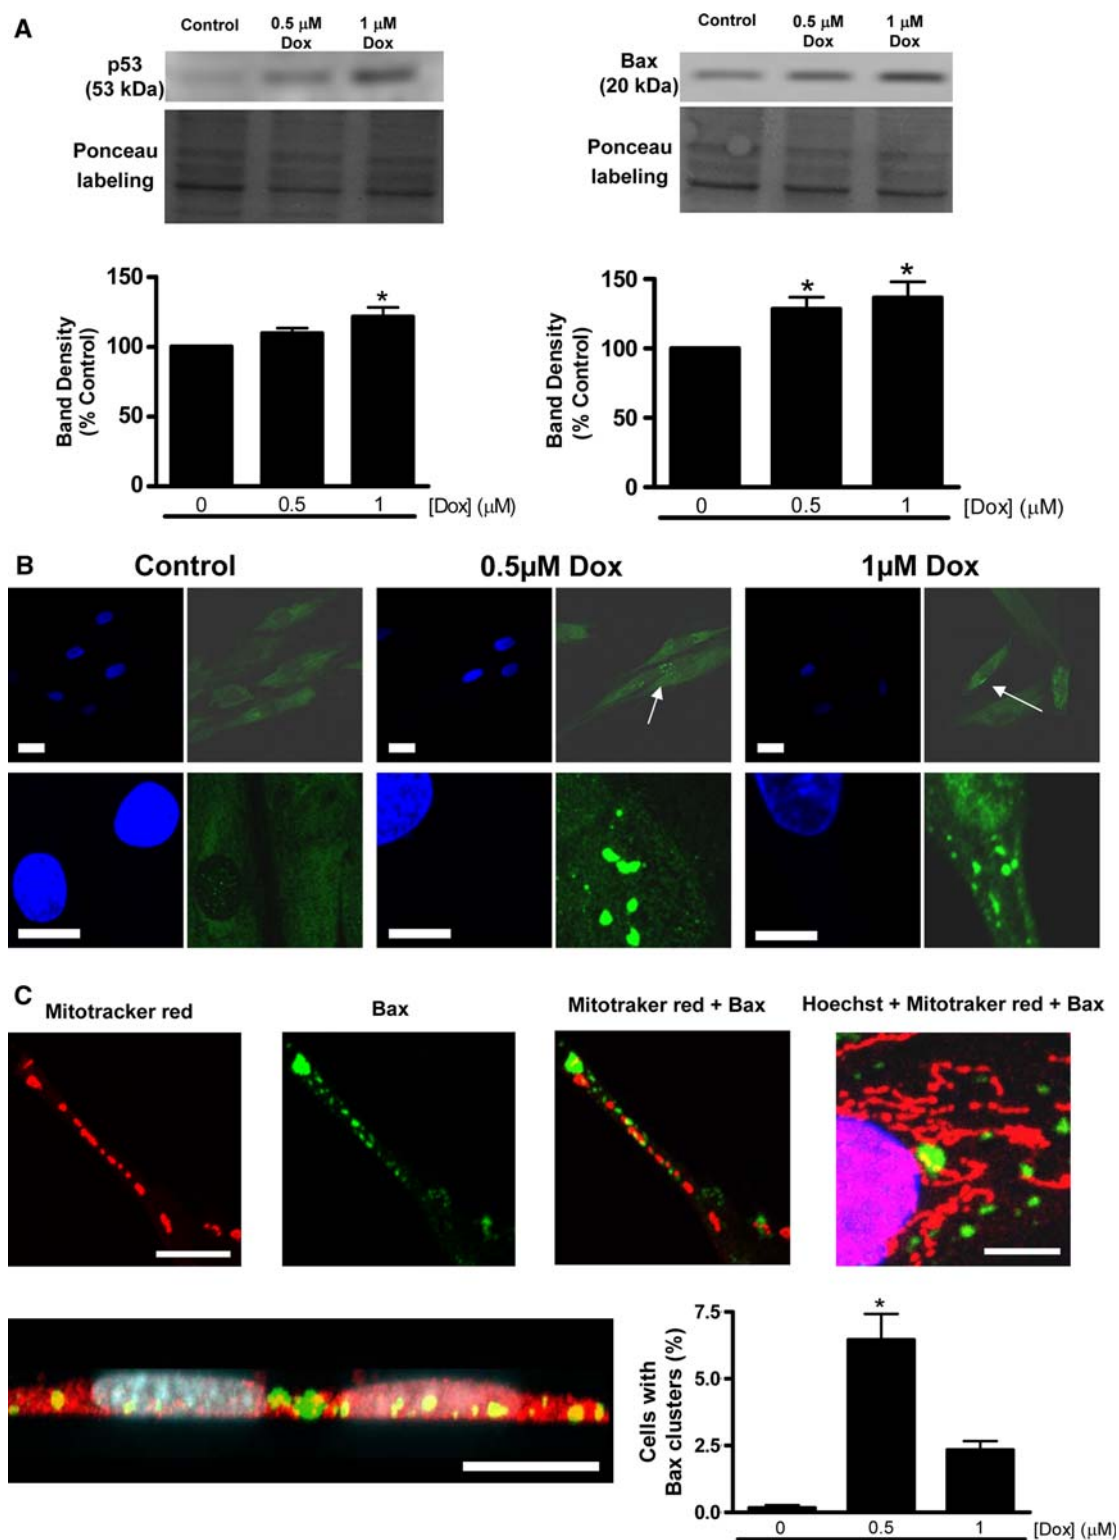 A
Control
0.5 μM
Dox
1 μM
Dox
p53
(53 kDa)
Ponceau
labeling
Control
0.5 μM
Dox
1 μM
Dox
Bax
(20 kDa)
Ponceau
labeling
Band Density
(% Control)
150
100
50
0
*
0 0.5 1 [Dox] (μM)
Band Density
(% Control)
150
100
50
0
* *
0 0.5 1 [Dox] (μM)
B
Control 0.5μM Dox 1μM Dox
C
Mitotracker red Bax Mitotraker red + Bax Hoechst + Mitotraker red + Bax
Cells with
Bax clusters (%)
7.5
5.0
2.5
0.0
*
0 0.5 1 [Dox] (μM)